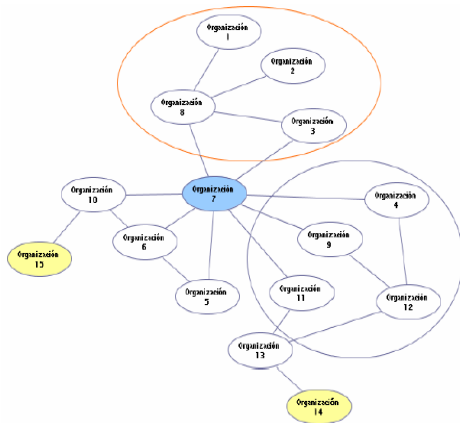 Organización
1
Organización
2
Organización
8
Organización
3
Organización
7
Organización
10
Organización
4
Organización
6
Organización
9
Organización
15
Organización
5
Organización
11
Organización
12
Organización
13
Organización
14